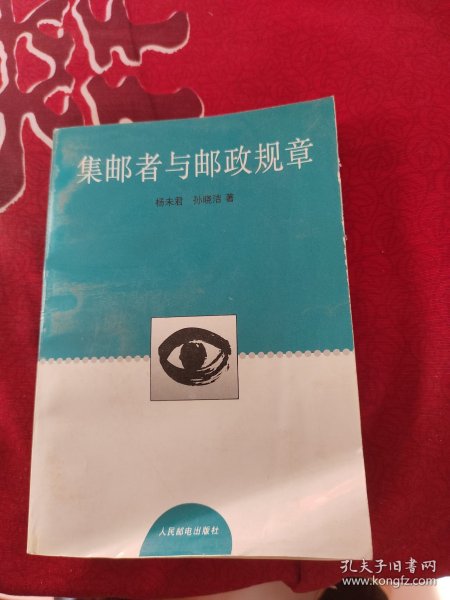 集邮者与邮政规章
杨未君 孙晓洁 著
人民邮电出版社
孔夫子旧书网
www.kongfz.com